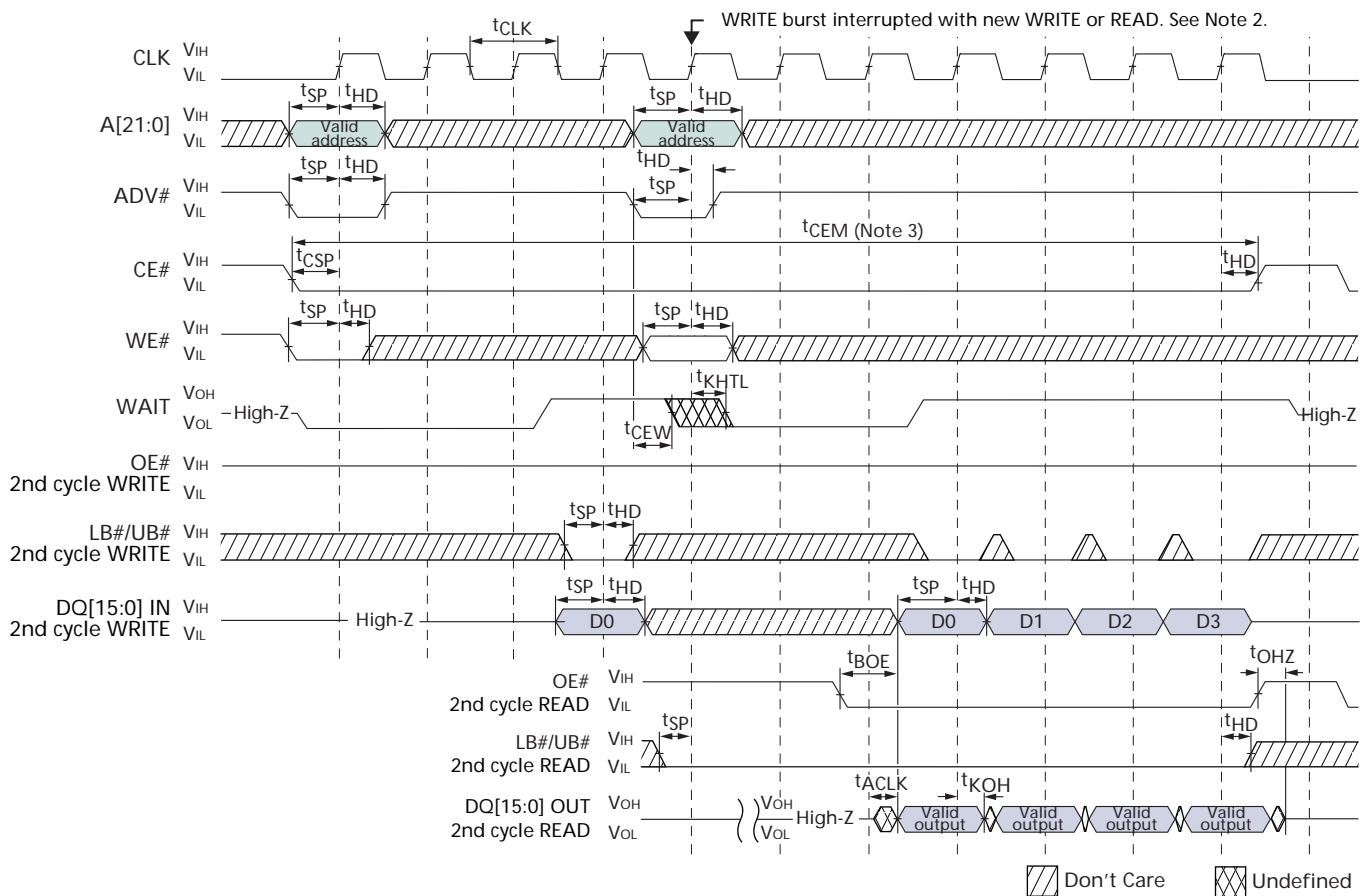 WRITE burst interrupted with new WRITE or READ. See Note 2.
CLK VIH VIL tCLK
tSP tHD tSP tHD
A[21:0] VIH VIL Valid address Valid address
tSP tHD tHD tSP
ADV# VIH VIL
tCEM (Note 3)
CE# VIH VIL tCSP tHD
tSP tHD tSP tHD
WE# VIH VIL
tKHTL
WAIT VOH VOL High-Z High-Z
tCEW
OE# VIH
2nd cycle WRITE VIL
tSP tHD
LB#/UB# VIH
2nd cycle WRITE VIL
tSP tHD tSP tHD
DQ[15:0] IN VIH
2nd cycle WRITE VIL High-Z D0 D0 D1 D2 D3
tBOE tOHZ
OE# VIH
2nd cycle READ VIL
tSP tHD
LB#/UB# VIH
2nd cycle READ VIL
tACLK tKOH
DQ[15:0] OUT VOH VOH
2nd cycle READ VOL VOL High-Z Valid output Valid output Valid output Valid output
Don't Care Undefined